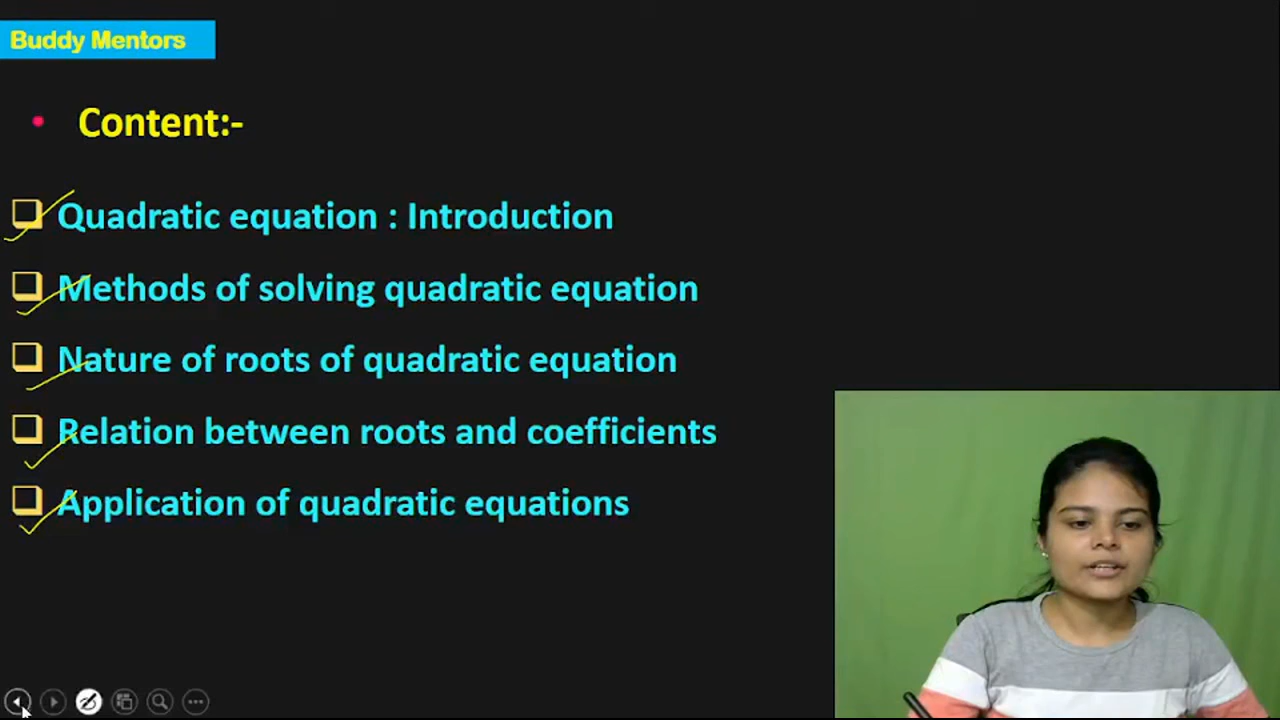 Buddy Mentors
• Content:-
Quadratic equation : Introduction
Methods of solving quadratic equation
Nature of roots of quadratic equation
Relation between roots and coefficients
Application of quadratic equations